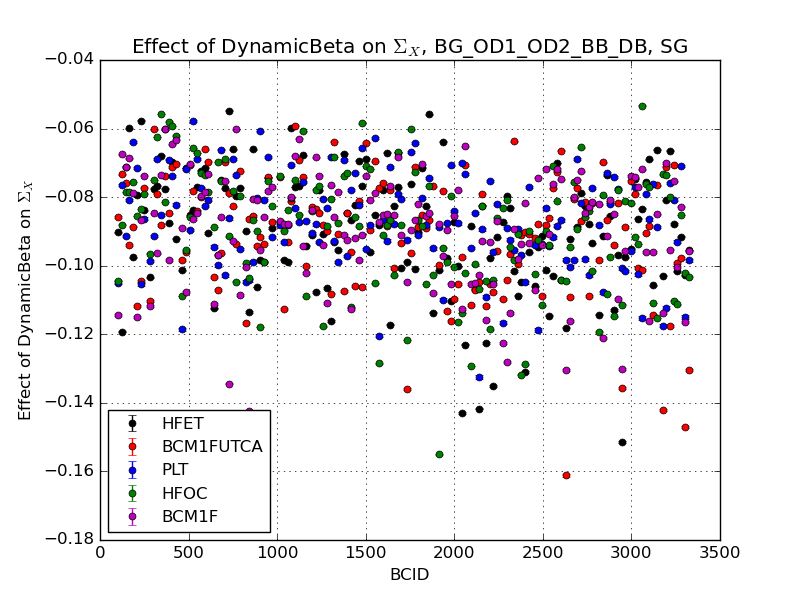 Effect of DynamicBeta on Σ_X, BG_OD1_OD2_BB_DB, SG
Effect of DynamicBeta on Σ_X
−0.04
−0.06
−0.08
−0.10
−0.12
−0.14
−0.16
−0.18
HFET
BCM1FUTCA
PLT
HFOC
BCM1F
0 500 1000 1500 2000 2500 3000 3500
BCID